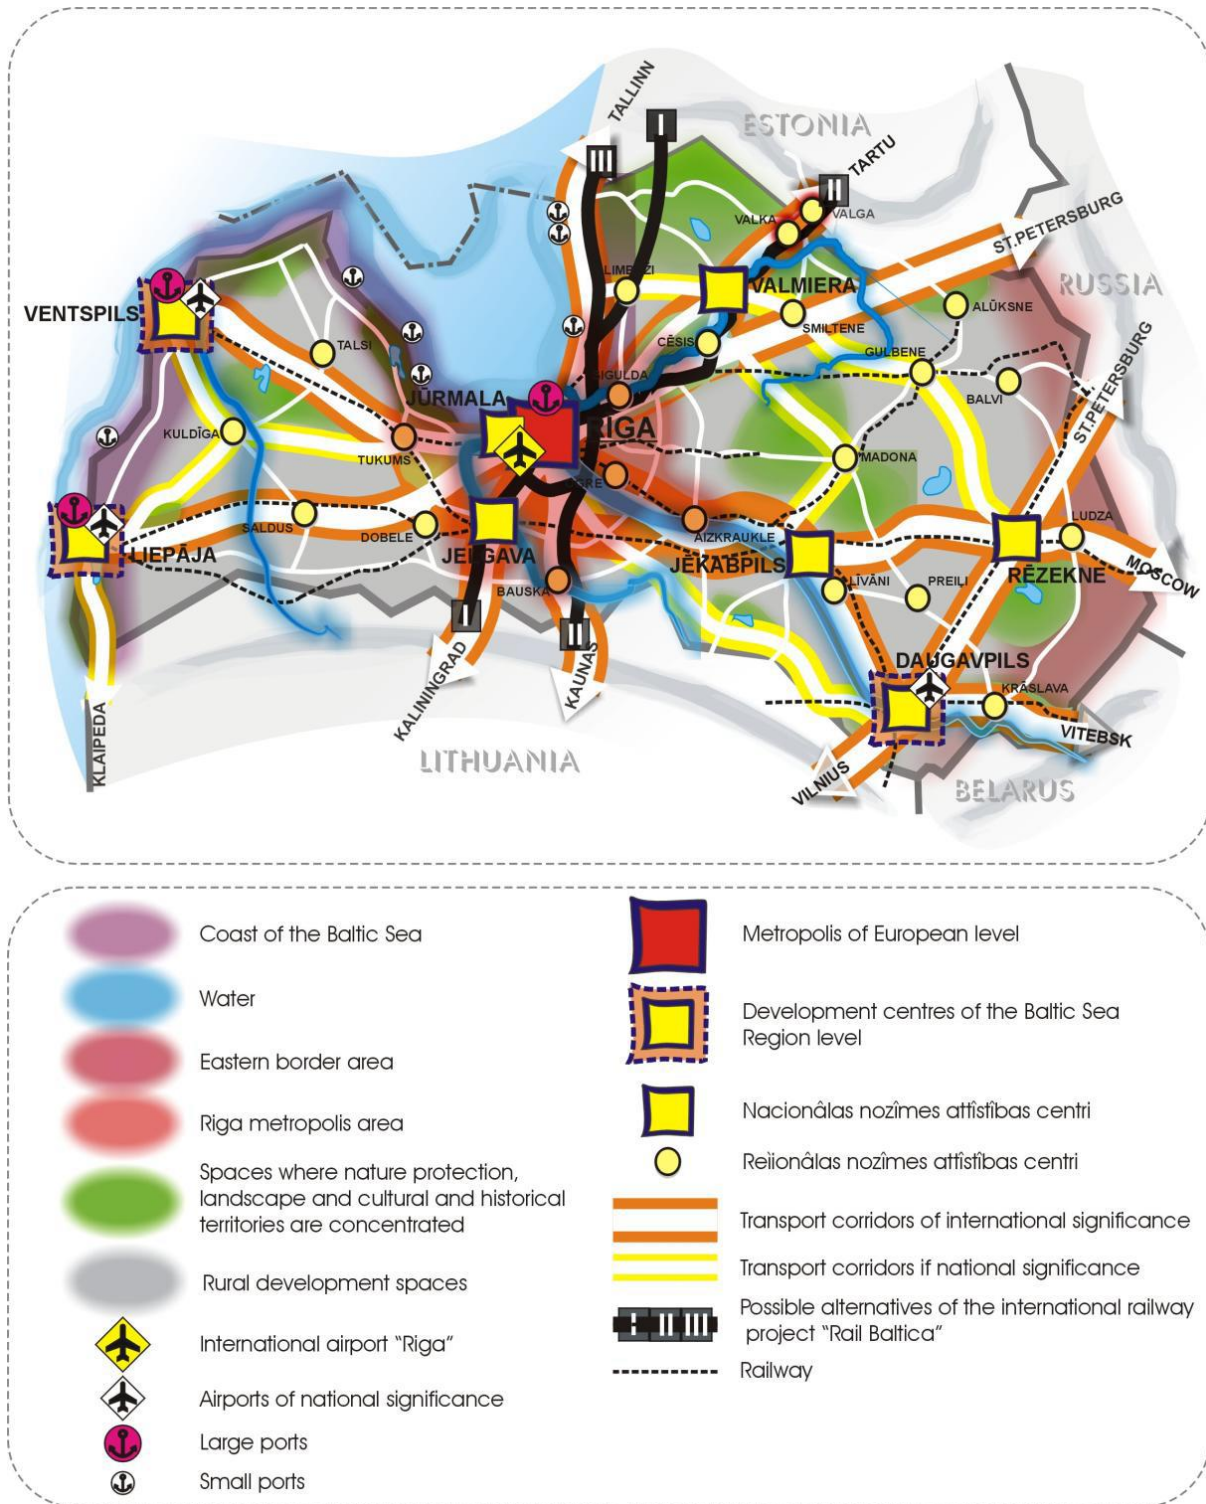 TALLINN
I
III
ESTONIA
TARTU
II
VALKA
VALGA
ST.PETERSBURG
RUSSIA
LIMBAŽI
VALMIERA
VENTSPILS
ALŪKSNE
SMILTENE
TALSI
CĒSIS
GULBENE
ST.PETERSBURG
SIGULDA
BALVI
JŪRMALA
RIGA
KULDĪGA
TUKUMS
MADONA
OGRE
SALDUS
DOBELE
AIZKRAUKLE
LUDZA
LIEPĀJA
JELGAVA
JĒKABPILS
RĒZEKNE
MOSCOW
BAUSKA
LĪVĀNI
PREIĻI
I
II
KALININGRAD
KAUNAS
DAUGAVPILS
KRĀSLAVA
KLAIPEDA
LITHUANIA
VITEBSK
VILNIUS
BELARUS
Coast of the Baltic Sea
Water
Eastern border area
Riga metropolis area
Spaces where nature protection,
landscape and cultural and historical
territories are concentrated
Rural development spaces
International airport “Riga”
Airports of national significance
Large ports
Small ports
Metropolis of European level
Development centres of the Baltic Sea
Region level
Nacionâlas nozîmes attîstîbas centri
Reìionâlas nozîmes attîstîbas centri
Transport corridors of international significance
Transport corridors if national significance
I II III
Possible alternatives of the international railway
project “Rail Baltica”
Railway